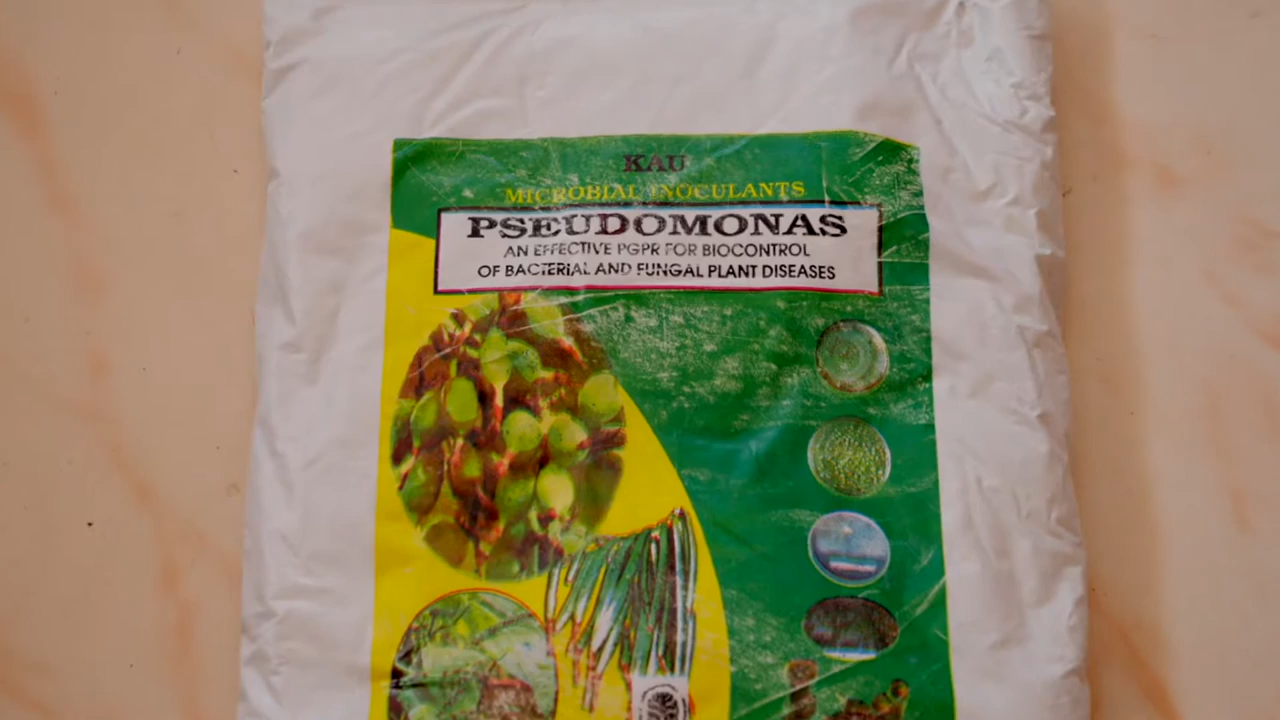 KAU
MICROBIAL INOCULANTS
PSEUDOMONAS
AN EFFECTIVE PGPR FOR BIOCONTROL
OF BACTERIAL AND FUNGAL PLANT DISEASES